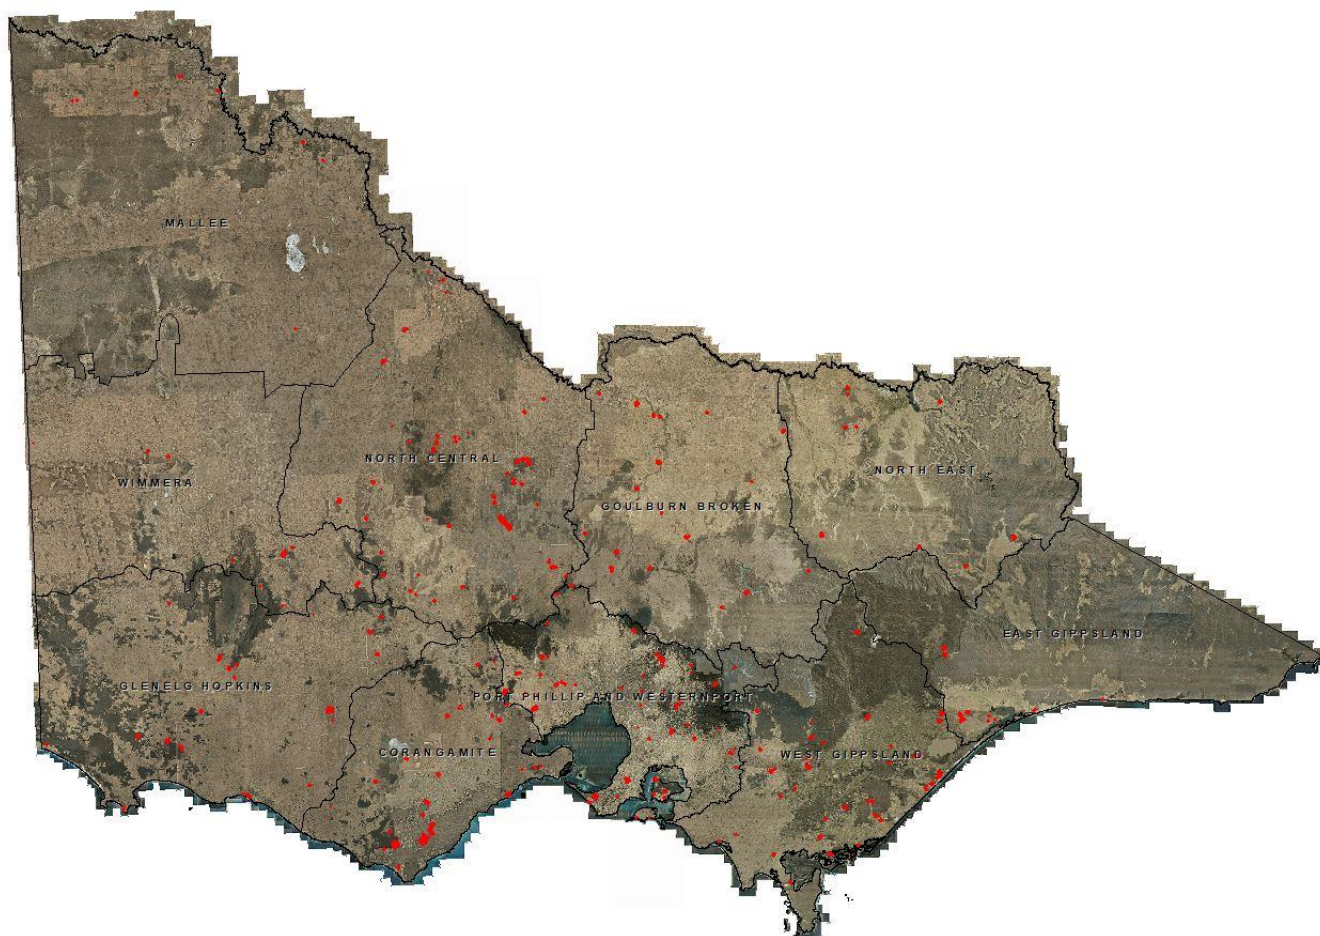 MALLEE
NORTH CENTRAL
WIMMERA
NORTH EAST
GOULBURN BROKEN
EAST GIPPSLAND
GLENELG HOPKINS
PORT PHILLIP AND WESTERNPORT
CORANGAMITE
WEST GIPPSLAND